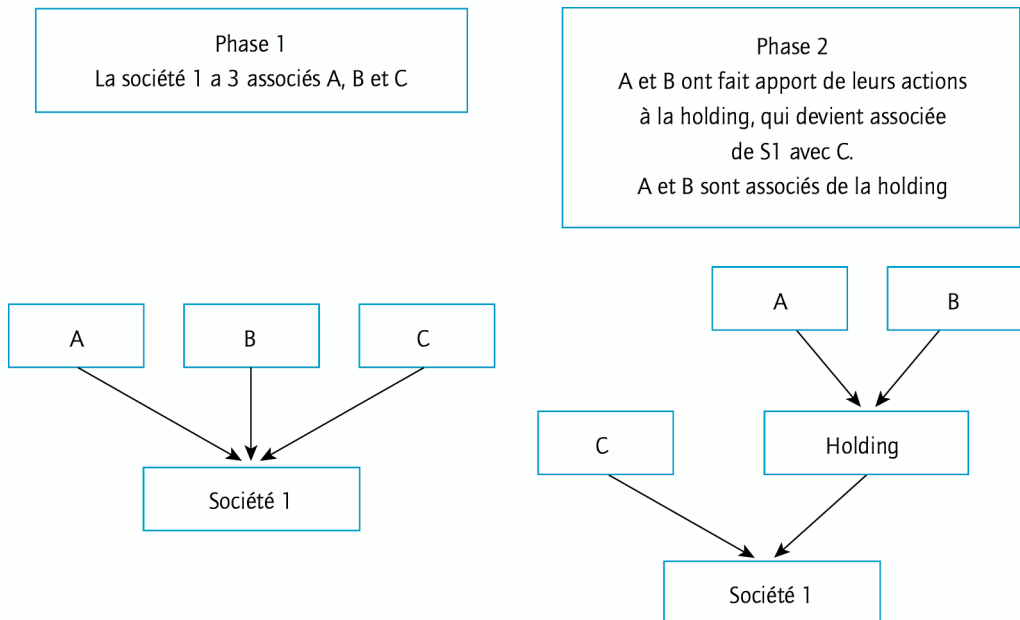 Phase 1
La société 1 a 3 associés A, B et C
Phase 2
A et B ont fait apport de leurs actions
à la holding, qui devient associée
de S1 avec C.
A et B sont associés de la holding
A
B
C
Société 1
A
B
C
Holding
Société 1